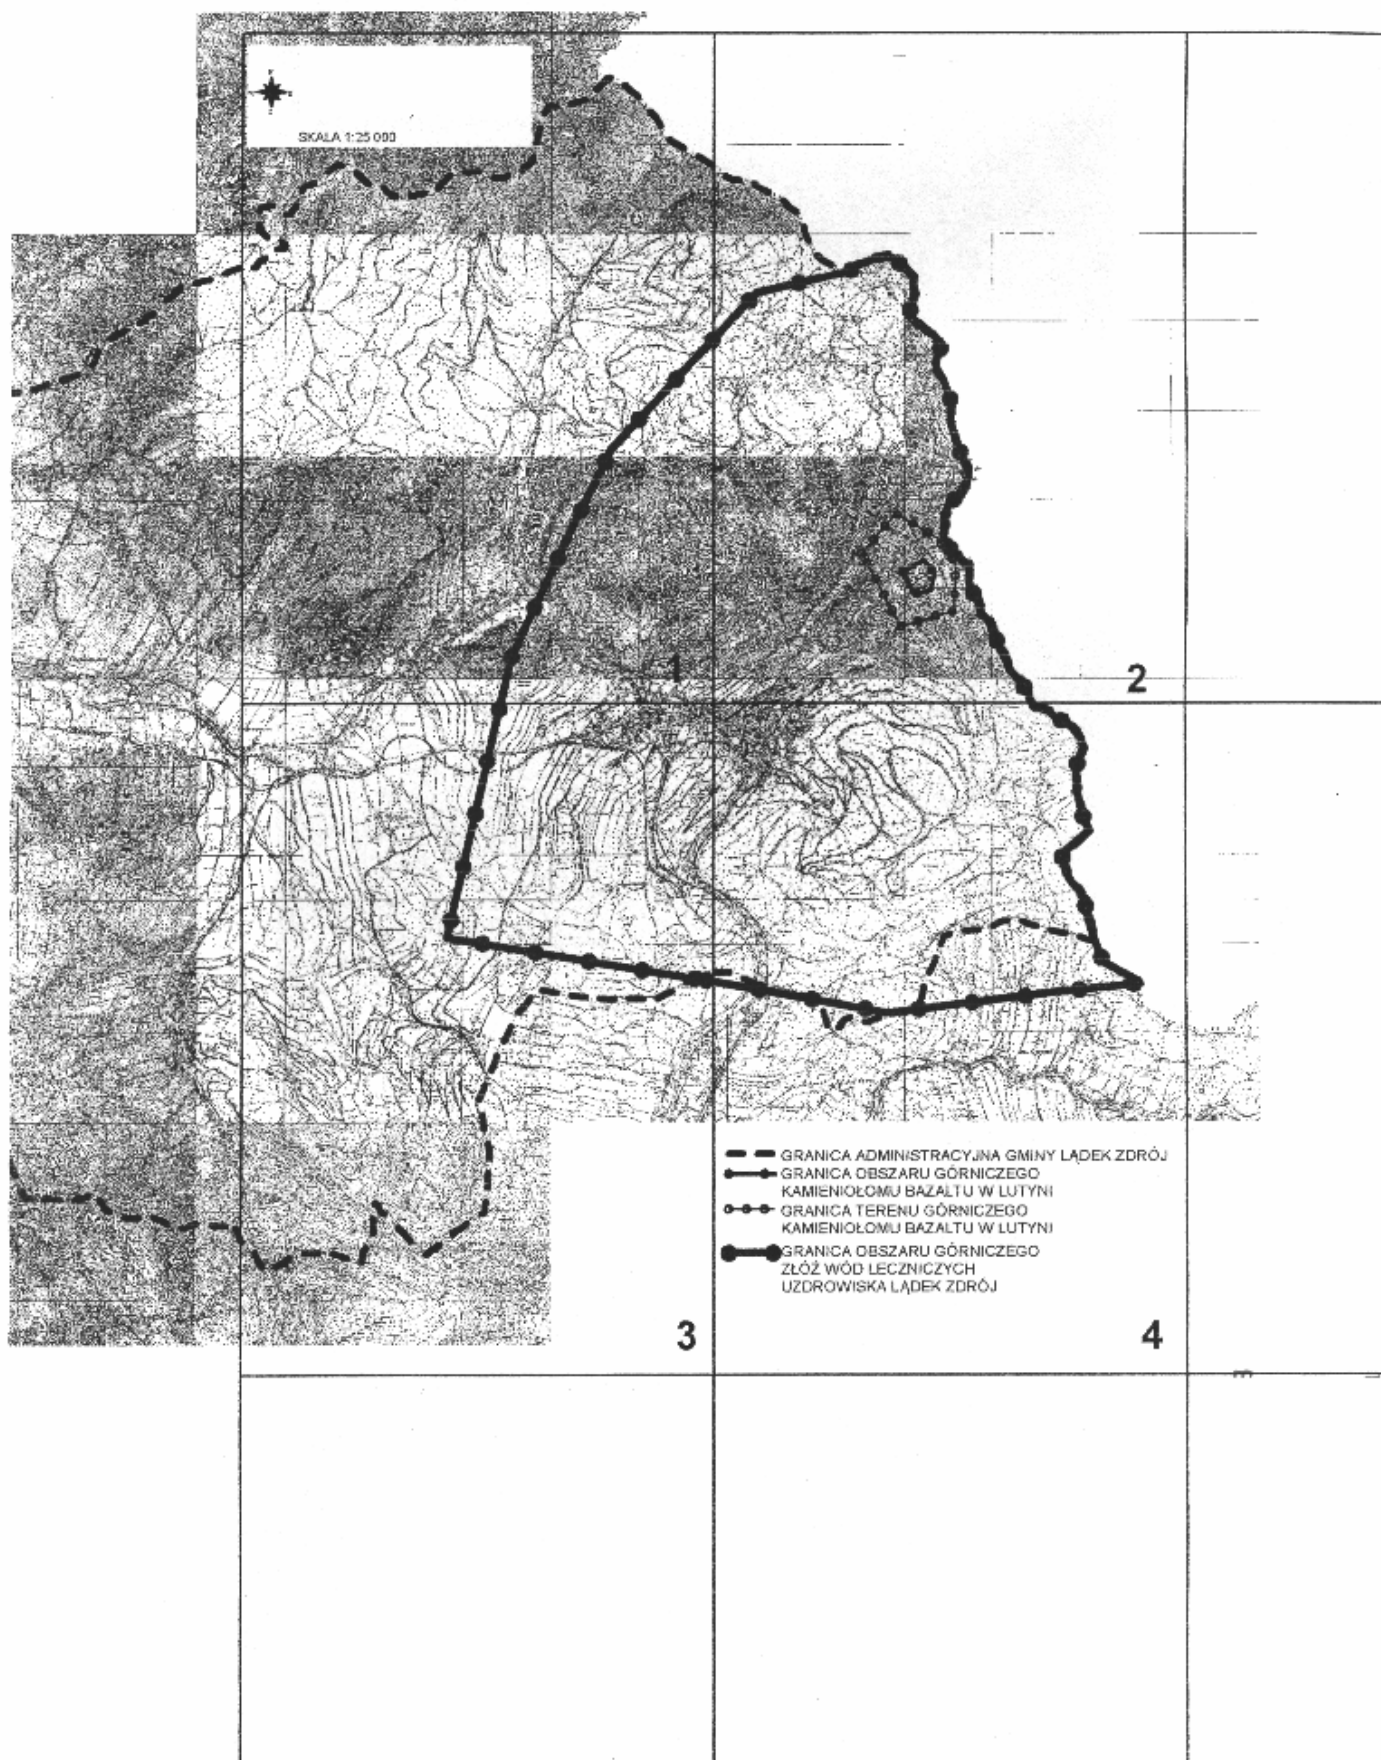 SKALA 1:25 000
1
2
GRANICA ADMINISTRACYJNA GMINY LĄDEK ZDRÓJ
GRANICA OBSZARU GÓRNICZEGO
KAMIENIOŁOMU BAZALTU W LUTYNI
GRANICA TERENU GÓRNICZEGO
KAMIENIOŁOMU BAZALTU W LUTYNI
GRANICA OBSZARU GÓRNICZEGO
ZŁÓŻ WÓD LECZNICZYCH
UZDROWISKA LĄDEK ZDRÓJ
3
4